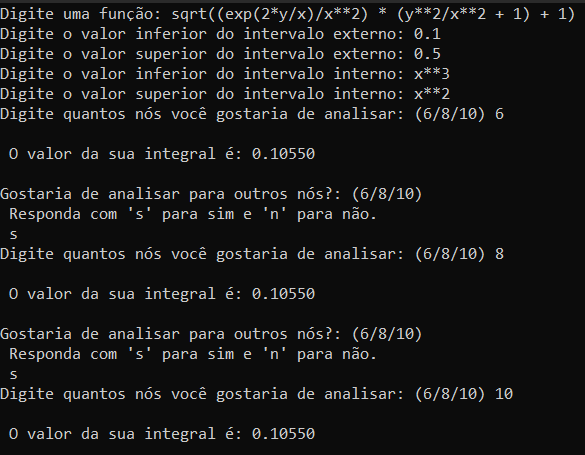 Digite uma função: sqrt((exp(2*y/x)/x**2) * (y**2/x**2 + 1) + 1)
Digite o valor inferior do intervalo externo: 0.1
Digite o valor superior do intervalo externo: 0.5
Digite o valor inferior do intervalo interno: x**3
Digite o valor superior do intervalo interno: x**2
Digite quantos nós você gostaria de analisar: (6/8/10) 6
O valor da sua integral é: 0.10550
Gostaria de analisar para outros nós?: (6/8/10)
Responda com 's' para sim e 'n' para não.
s
Digite quantos nós você gostaria de analisar: (6/8/10) 8
O valor da sua integral é: 0.10550
Gostaria de analisar para outros nós?: (6/8/10)
Responda com 's' para sim e 'n' para não.
s
Digite quantos nós você gostaria de analisar: (6/8/10) 10
O valor da sua integral é: 0.10550